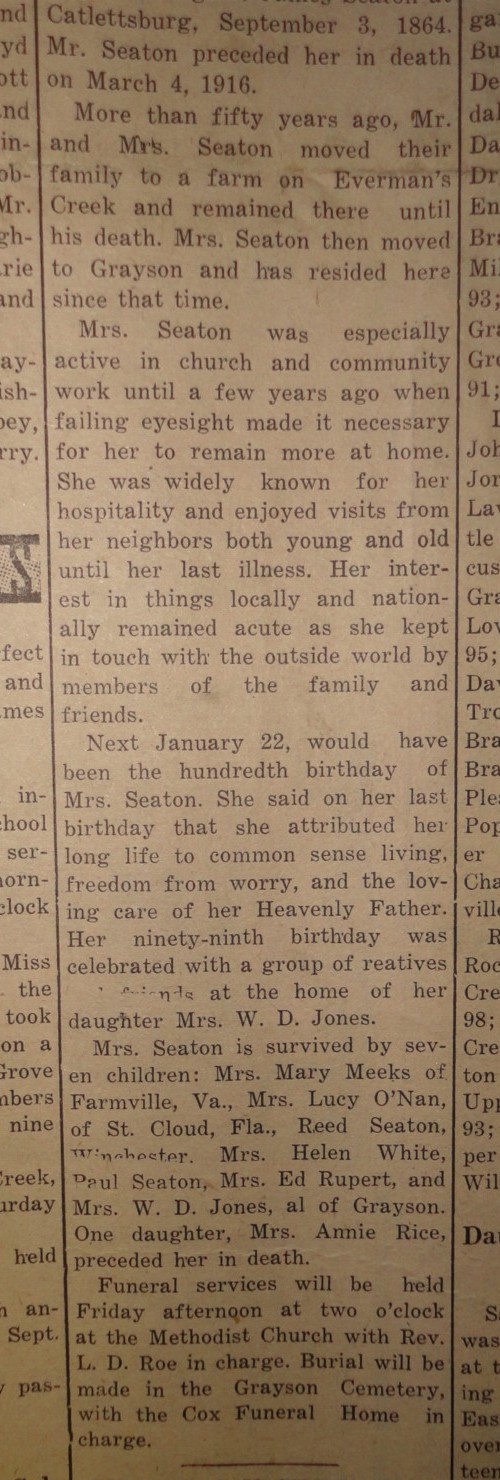 Catlettsburg, September 3, 1864.
Mr. Seaton preceded her in death
on March 4, 1916.
More than fifty years ago, Mr.
and Mrs. Seaton moved their
family to a farm on Everman's
Creek and remained there until
his death. Mrs. Seaton then moved
to Grayson and has resided here
since that time.
Mrs. Seaton was especially
active in church and community
work until a few years ago when
failing eyesight made it necessary
for her to remain more at home.
She was widely known for her
hospitality and enjoyed visits from
her neighbors both young and old
until her last illness. Her inter-
est in things locally and nation-
ally remained acute as she kept
in touch with the outside world by
members of the family and
friends.
Next January 22, would have
been the hundredth birthday of
Mrs. Seaton. She said on her last
birthday that she attributed her
long life to common sense living,
freedom from worry, and the lov-
ing care of her Heavenly Father.
Her ninety-ninth birthday was
celebrated with a group of reatives
at the home of her
daughter Mrs. W. D. Jones.
Mrs. Seaton is survived by sev-
en children: Mrs. Mary Meeks of
Farmville, Va., Mrs. Lucy O'Nan,
of St. Cloud, Fla., Reed Seaton,
Winchester, Mrs. Helen White,
Paul Seaton, Mrs. Ed Rupert, and
Mrs. W. D. Jones, al of Grayson.
One daughter, Mrs. Annie Rice,
preceded her in death.
Funeral services will be held
Friday afternoon at two o'clock
at the Methodist Church with Rev.
L. D. Roe in charge. Burial will be
made in the Grayson Cemetery,
with the Cox Funeral Home in
charge.